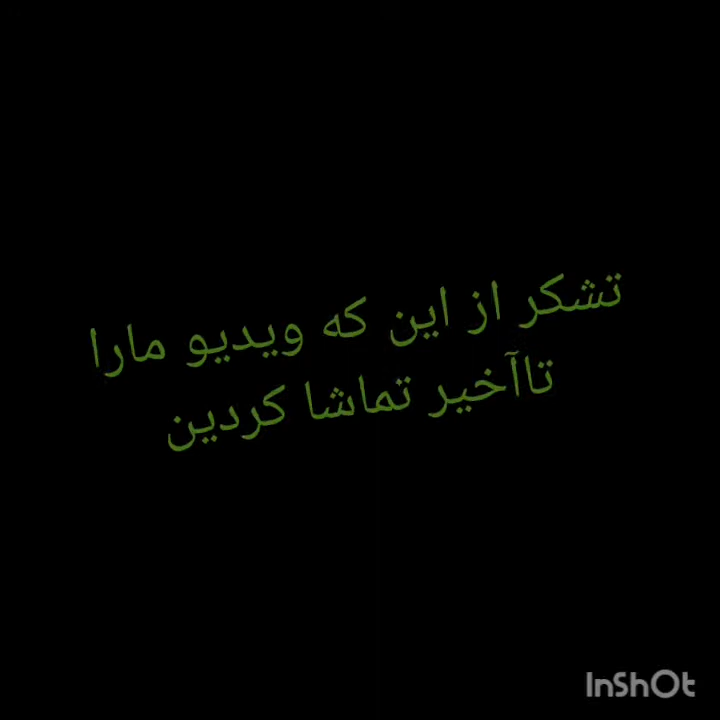 تشکر از این که ویدیو مارا
تاآخیر تماشا کردین
InShOt